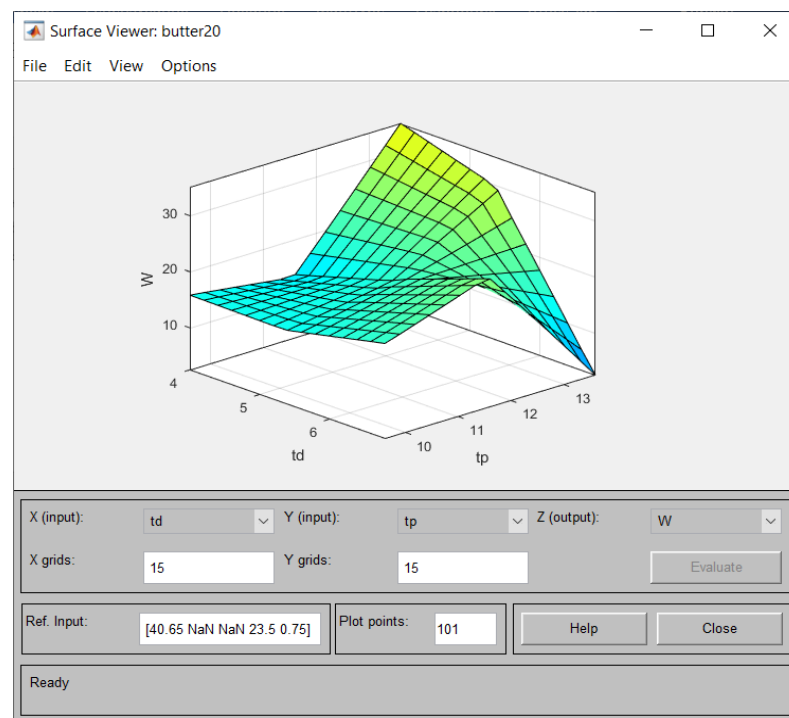 Surface Viewer: butter20
File Edit View Options
30
20
10
W
4
5
6
td
10
11
12
13
tp
X (input): td Y (input): tp Z (output): W
X grids: 15 Y grids: 15 Evaluate
Ref. Input: [40.65 NaN NaN 23.5 0.75] Plot points: 101 Help Close
Ready